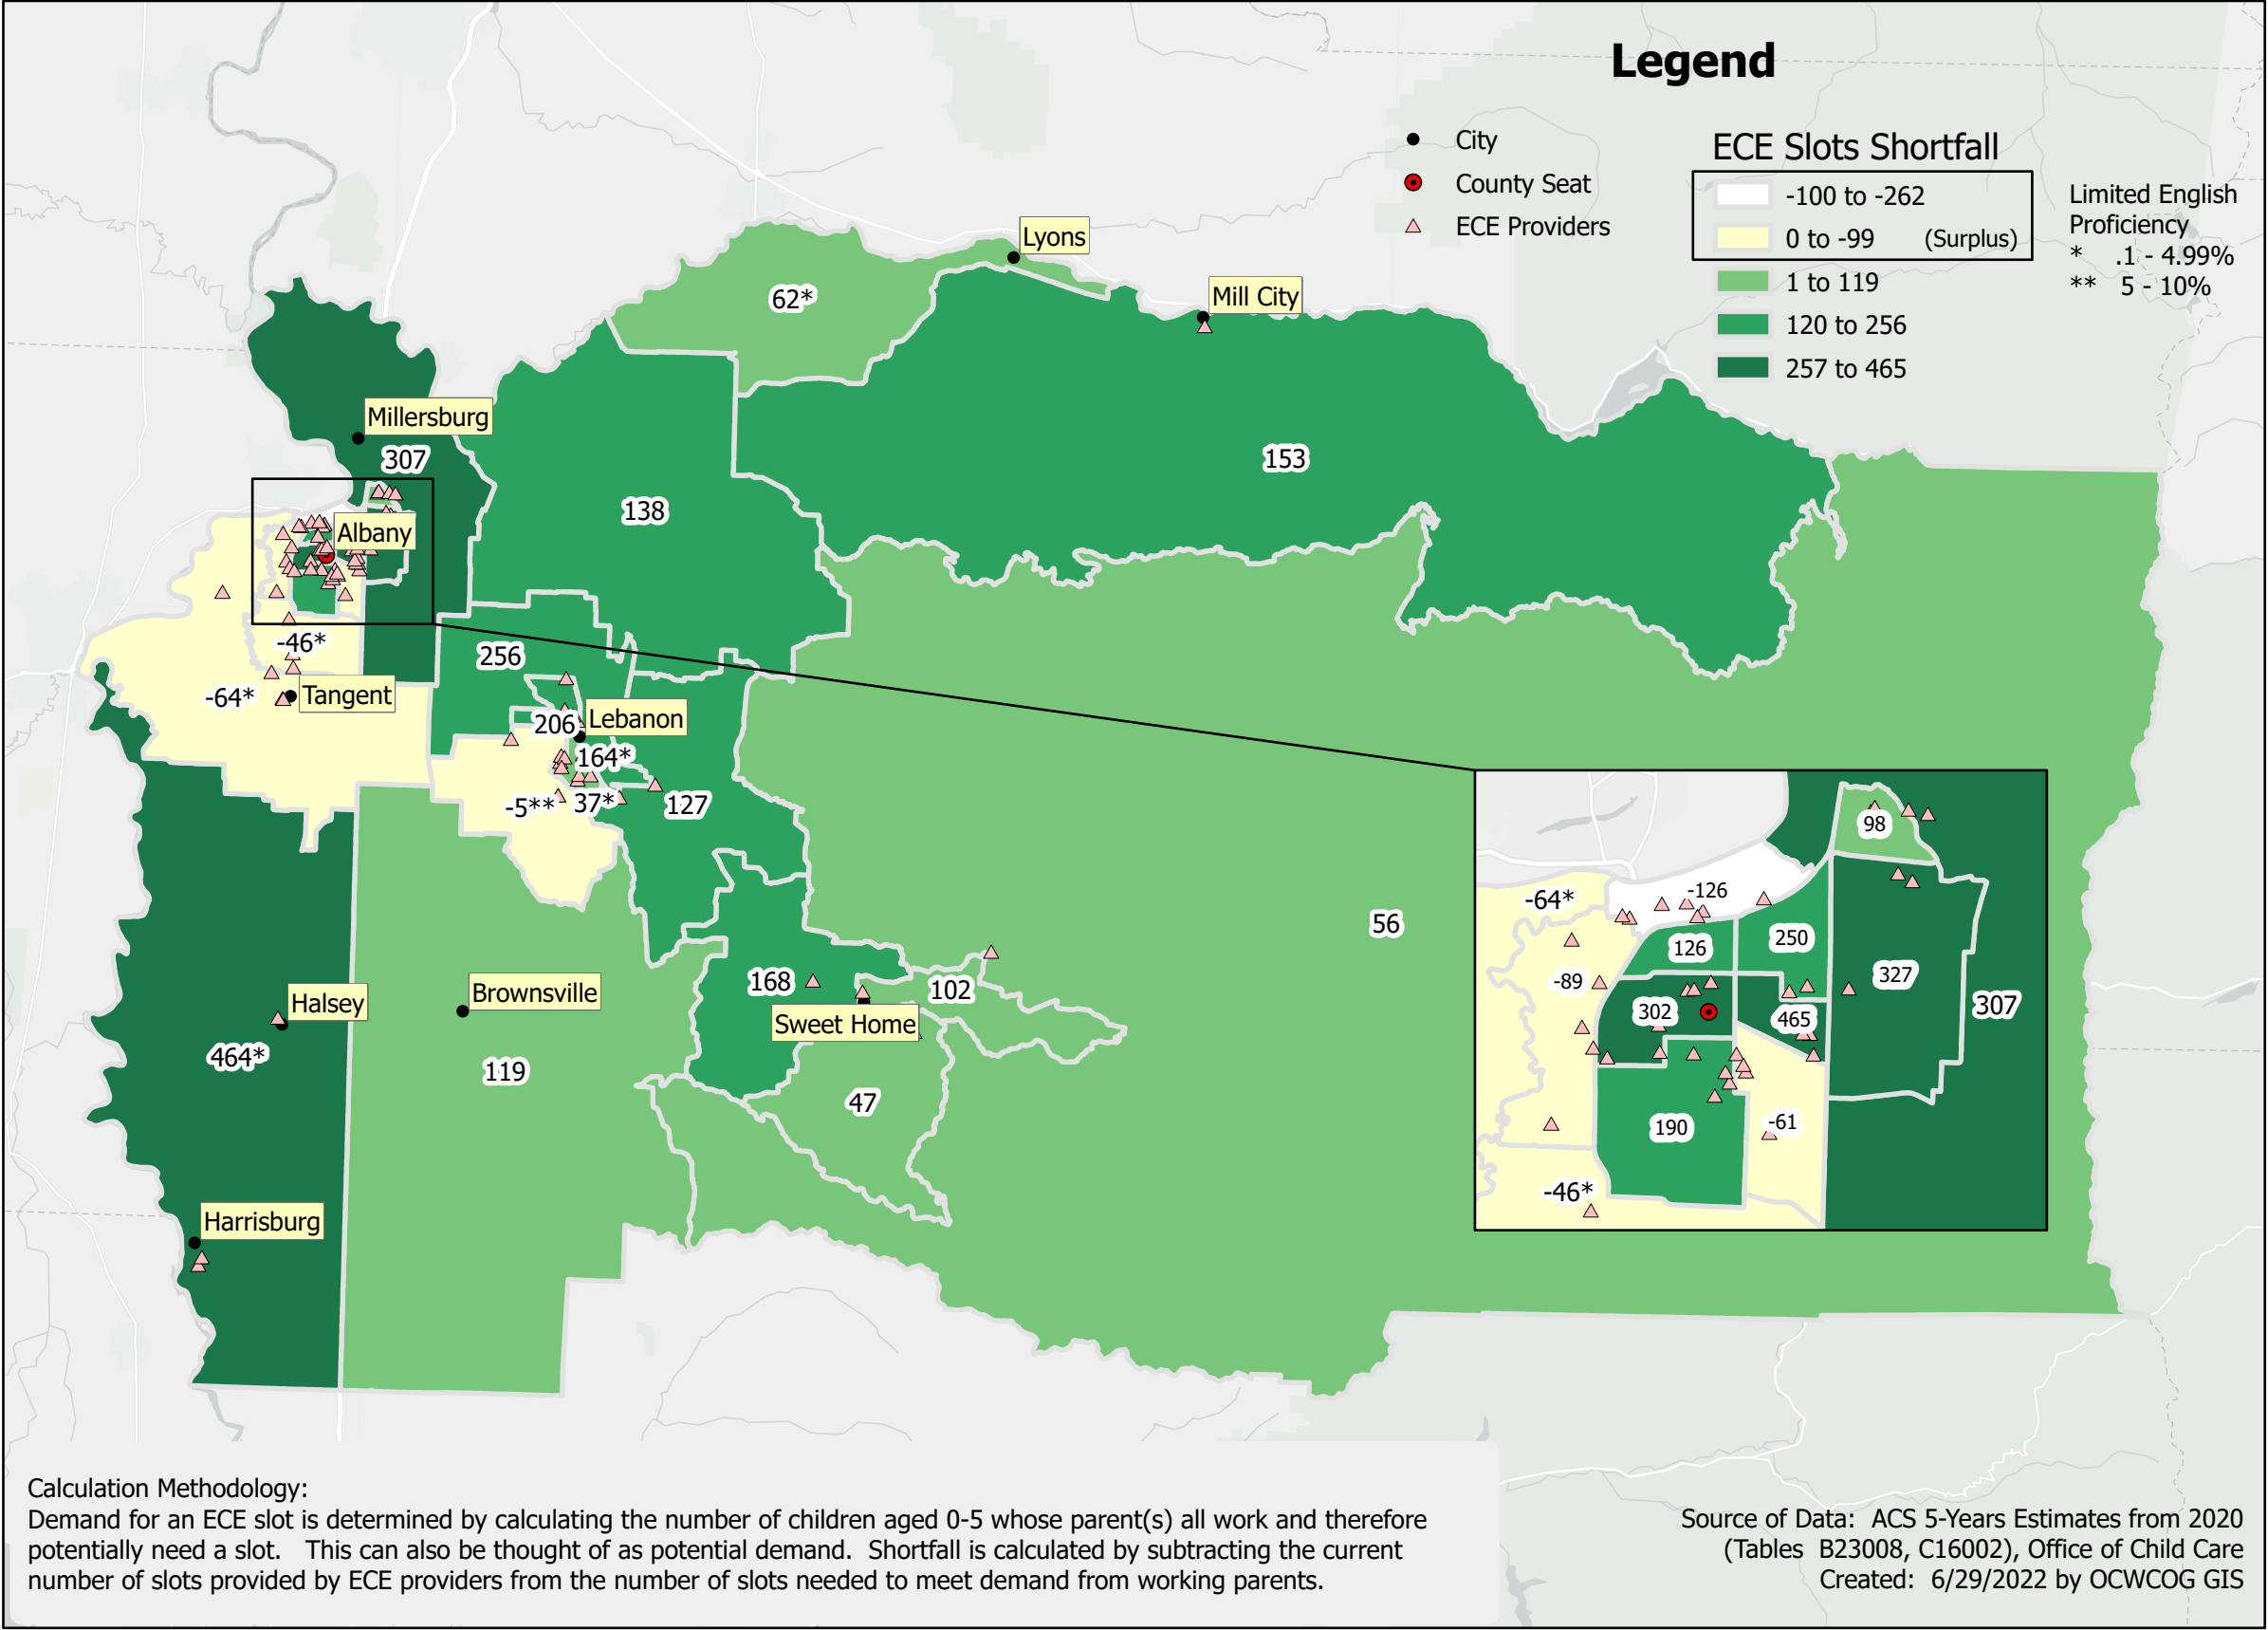 Legend
City
County Seat
ECE Providers
ECE Slots Shortfall
-100 to -262
0 to -99 (Surplus)
1 to 119
120 to 256
257 to 465
Limited English
Proficiency
* .1 - 4.99%
** 5 - 10%
Lyons
62*
Mill City
Millersburg
307
153
138
Albany
-46*
256
-64*
Tangent
206
Lebanon
164*
-5**
37*
127
56
168
102
Halsey
Brownsville
Sweet Home
464*
119
47
Harrisburg
98
-64*
-126
126
250
-89
327
302
465
307
190
-61
-46*
Calculation Methodology:
Demand for an ECE slot is determined by calculating the number of children aged 0-5 whose parent(s) all work and therefore
potentially need a slot. This can also be thought of as potential demand. Shortfall is calculated by subtracting the current
number of slots provided by ECE providers from the number of slots needed to meet demand from working parents.
Source of Data: ACS 5-Years Estimates from 2020
(Tables B23008, C16002), Office of Child Care
Created: 6/29/2022 by OCWCOG GIS